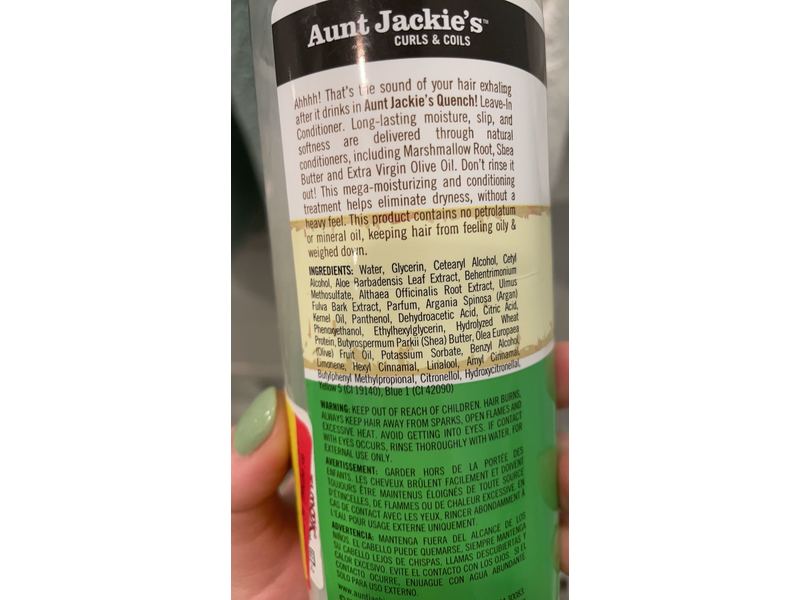 Aunt Jackie's™
CURLS & COILS
Ahhhh! That's the sound of your hair exhaling
after it drinks in Aunt Jackie's Quench! Leave-In
Conditioner. Long-lasting moisture, slip, and
softness are delivered through natural
conditioners, including Marshmallow Root, Shea
Butter and Extra Virgin Olive Oil. Don't rinse it
out! This mega-moisturizing and conditioning
treatment helps eliminate dryness, without a
heavy feel. This product contains no petrolatum
or mineral oil, keeping hair from feeling oily &
weighed down.
INGREDIENTS: Water, Glycerin, Cetearyl Alcohol, Cetyl
Alcohol, Aloe Barbadensis Leaf Extract, Behentrimonium
Methosulfate, Althaea Officinalis Root Extract, Ulmus
Fulva Bark Extract, Parfum, Argania Spinosa (Argan)
Kernel Oil, Panthenol, Dehydroacetic Acid, Citric Acid,
Phenoxyethanol, Ethylhexylglycerin, Hydrolyzed Wheat
Protein, Butyrospermum Parkii (Shea) Butter, Olea Europaea
(Olive) Fruit Oil, Potassium Sorbate, Benzyl Alcohol,
Limonene, Hexyl Cinnamal, Linalool, Amyl Cinnamal,
Butylphenyl Methylpropional, Citronellol, Hydroxycitronellal,
Yellow 5 (CI 19140), Blue 1 (CI 42090)
WARNING: KEEP OUT OF REACH OF CHILDREN. HAIR BURNS,
ALWAYS KEEP HAIR AWAY FROM SPARKS, OPEN FLAMES AND
EXCESSIVE HEAT. AVOID GETTING INTO EYES. IF CONTACT
WITH EYES OCCURS, RINSE THOROUGHLY WITH WATER. FOR
EXTERNAL USE ONLY.
AVERTISSEMENT: GARDER HORS DE LA PORTÉE DES
ENFANTS. LES CHEVEUX BRÛLENT FACILEMENT ET DOIVENT
TOUJOURS ÊTRE MAINTENUS ÉLOIGNÉS DE TOUTE SOURCE
D'ÉTINCELLES, DE FLAMMES OU DE CHALEUR EXCESSIVE EN
CAS DE CONTACT AVEC LES YEUX, RINCER ABONDAMMENT A
L'EAU. POUR USAGE EXTERNE UNIQUEMENT.
ADVERTENCIA: MANTENGA FUERA DEL ALCANCE DE LOS
NIÑOS. EL CABELLO PUEDE QUEMARSE, SIEMPRE MANTENGA
SU CABELLO LEJOS DE CHISPAS, LLAMAS DESCUBIERTAS Y
CALOR EXCESIVO. EVITE EL CONTACTO CON LOS OJOS. SI EL
CONTACTO OCURRE, ENJUAGUE CON AGUA ABUNDANTE.
SOLO PARA USO EXTERNO.